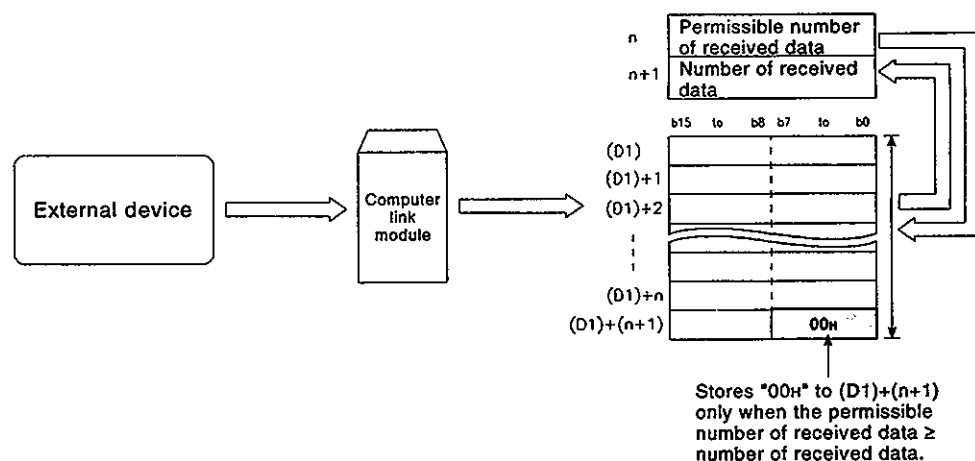 n
Permissible number
of received data
n+1
Number of received
data
b15 to b8 b7 to b0
(D1)
(D1)+1
(D1)+2
(D1)+n
(D1)+(n+1)
00H
External device
Computer
link
module
Stores "00H" to (D1)+(n+1)
only when the permissible
number of received data ≥
number of received data.